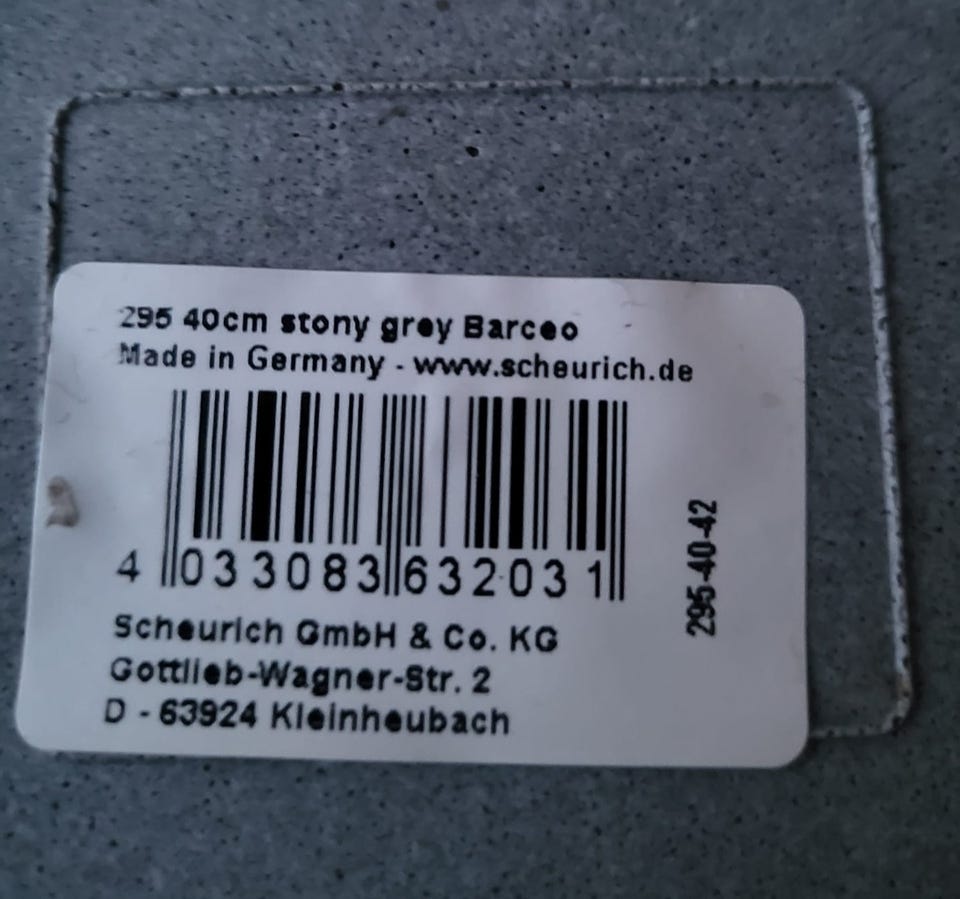 295 40cm stony grey Barceo
Made in Germany - www.scheurich.de
4 033083 632031
295-40-42
Scheurich GmbH & Co. KG
Gottlieb-Wagner-Str. 2
D - 63924 Kleinheubach